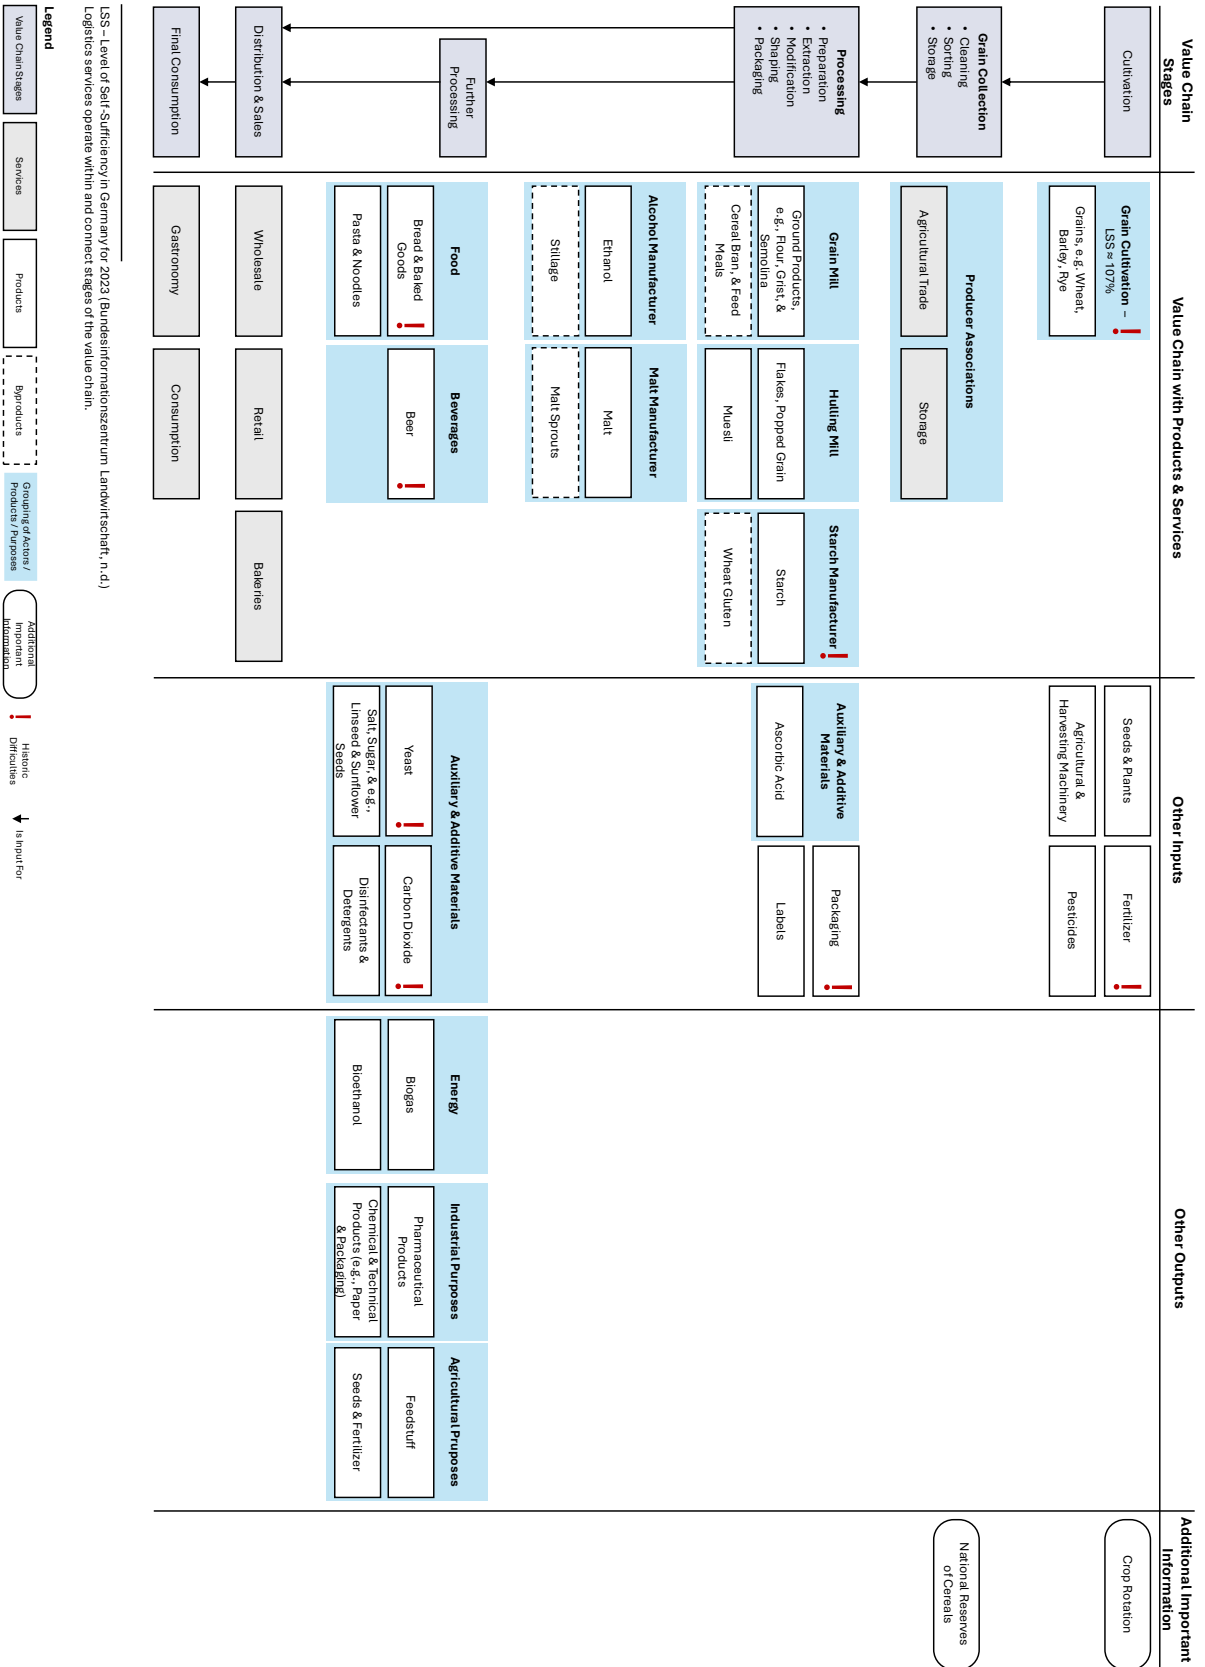 Value Chain
Stages
Value Chain with Products & Services
Other Inputs
Other Outputs
Additional Important
Information
Cultivation
Grain Cultivation –
LSS ≈ 107%
!
Grains, e.g. Wheat,
Barley, Rye
Seeds & Plants
Fertilizer
!
Agricultural &
Harvesting Machinery
Pesticides
Crop Rotation
Grain Collection
• Cleaning
• Sorting
• Storage
Producer Associations
Agricultural Trade
Storage
National Reserves
of Cereals
Processing
• Preparation
• Extraction
• Modification
• Shaping
• Packaging
Grain Mill
Ground Products,
e.g., Flour, Grist, &
Semolina
Cereal Bran, & Feed
Meals
Hulling Mill
Flakes, Popped Grain
Muesli
Starch Manufacturer
!
Starch
Wheat Gluten
Auxiliary & Additive
Materials
Ascorbic Acid
Packaging
!
Labels
Alcohol Manufacturer
Ethanol
Stillage
Malt Manufacturer
Malt
Malt Sprouts
Further
Processing
Food
Bread & Baked
Goods
!
Pasta & Noodles
Beverages
Beer
!
Auxiliary & Additive Materials
Yeast
!
Carbon Dioxide
!
Salt, Sugar, & e.g.,
Linseed & Sunflower
Seeds
Disinfectants &
Detergents
Energy
Biogas
Bioethanol
Industrial Purposes
Pharmaceutical
Products
Chemical & Technical
Products (e.g., Paper
& Packaging)
Agricultural Pruposes
Feedstuff
Seeds & Fertilizer
Distribution & Sales
Wholesale
Retail
Bakeries
Final Consumption
Gastronomy
Consumption
LSS – Level of Self-Sufficiency in Germany for 2023 (Bundesinformationszentrum Landwirtschaft, n.d.)
Logistics services operate within and connect stages of the value chain.
Legend
Value Chain Stages
Services
Products
Byproducts
Grouping of Actors /
Products / Purposes
Additional
Important
Information
!
Historic
Difficulties
Is Input For